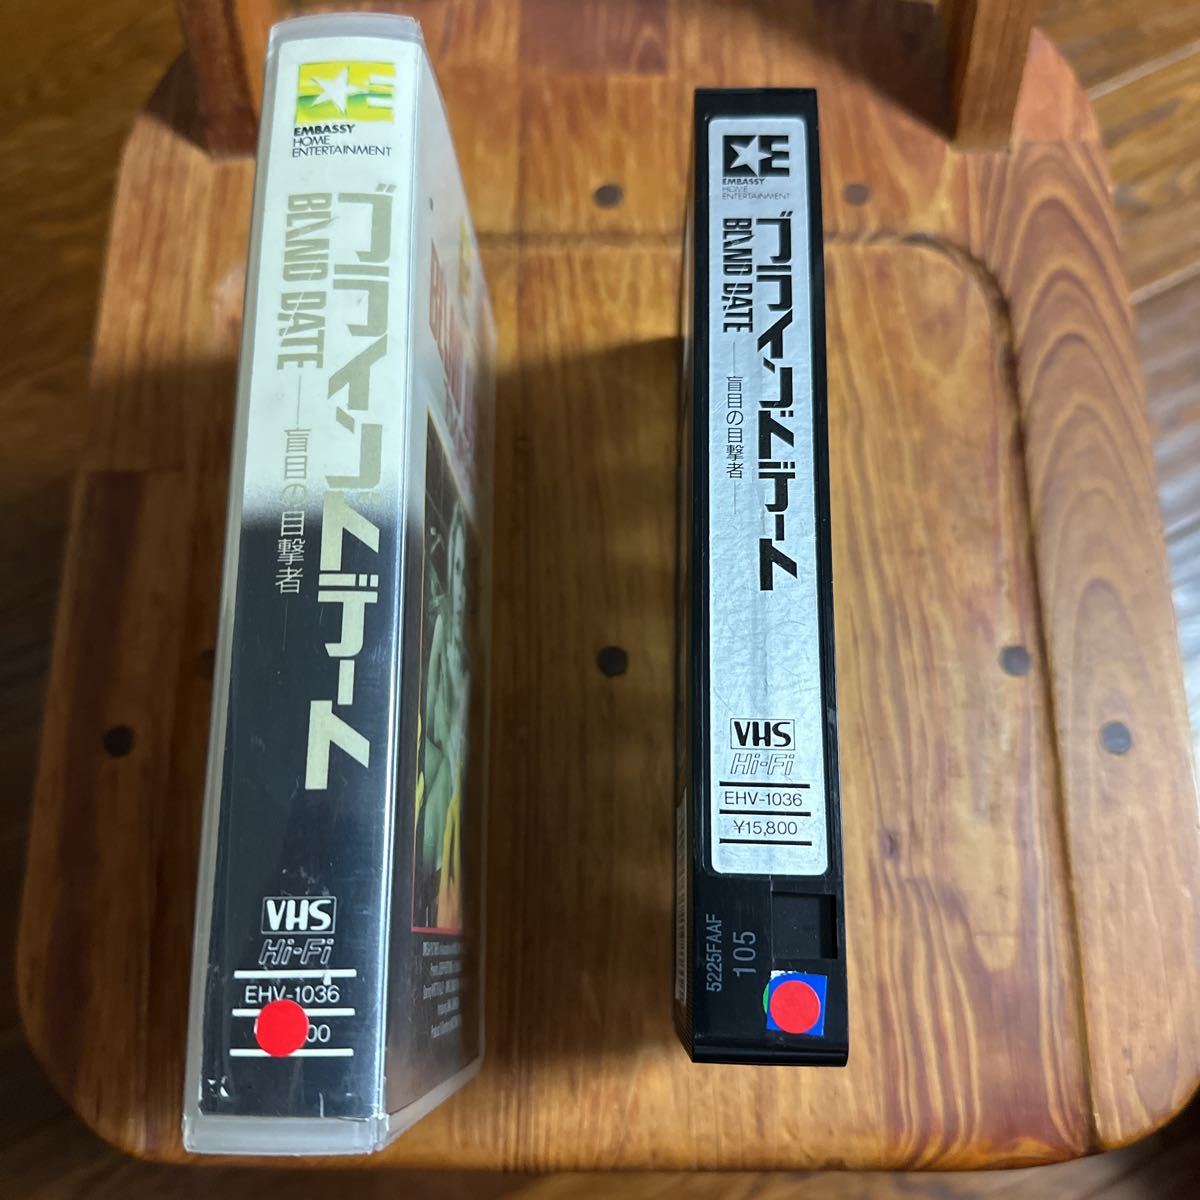 EMBASSY
HOME
ENTERTAINMENT
ブラインドデート
BLIND DATE
盲目の目撃者
VHS
Hi-Fi
EHV-1036
00
EMBASSY
HOME
ENTERTAINMENT
ブラインドデート
BLIND DATE
盲目の目撃者
VHS
Hi-Fi
EHV-1036
¥15,800
5225FAAF
105